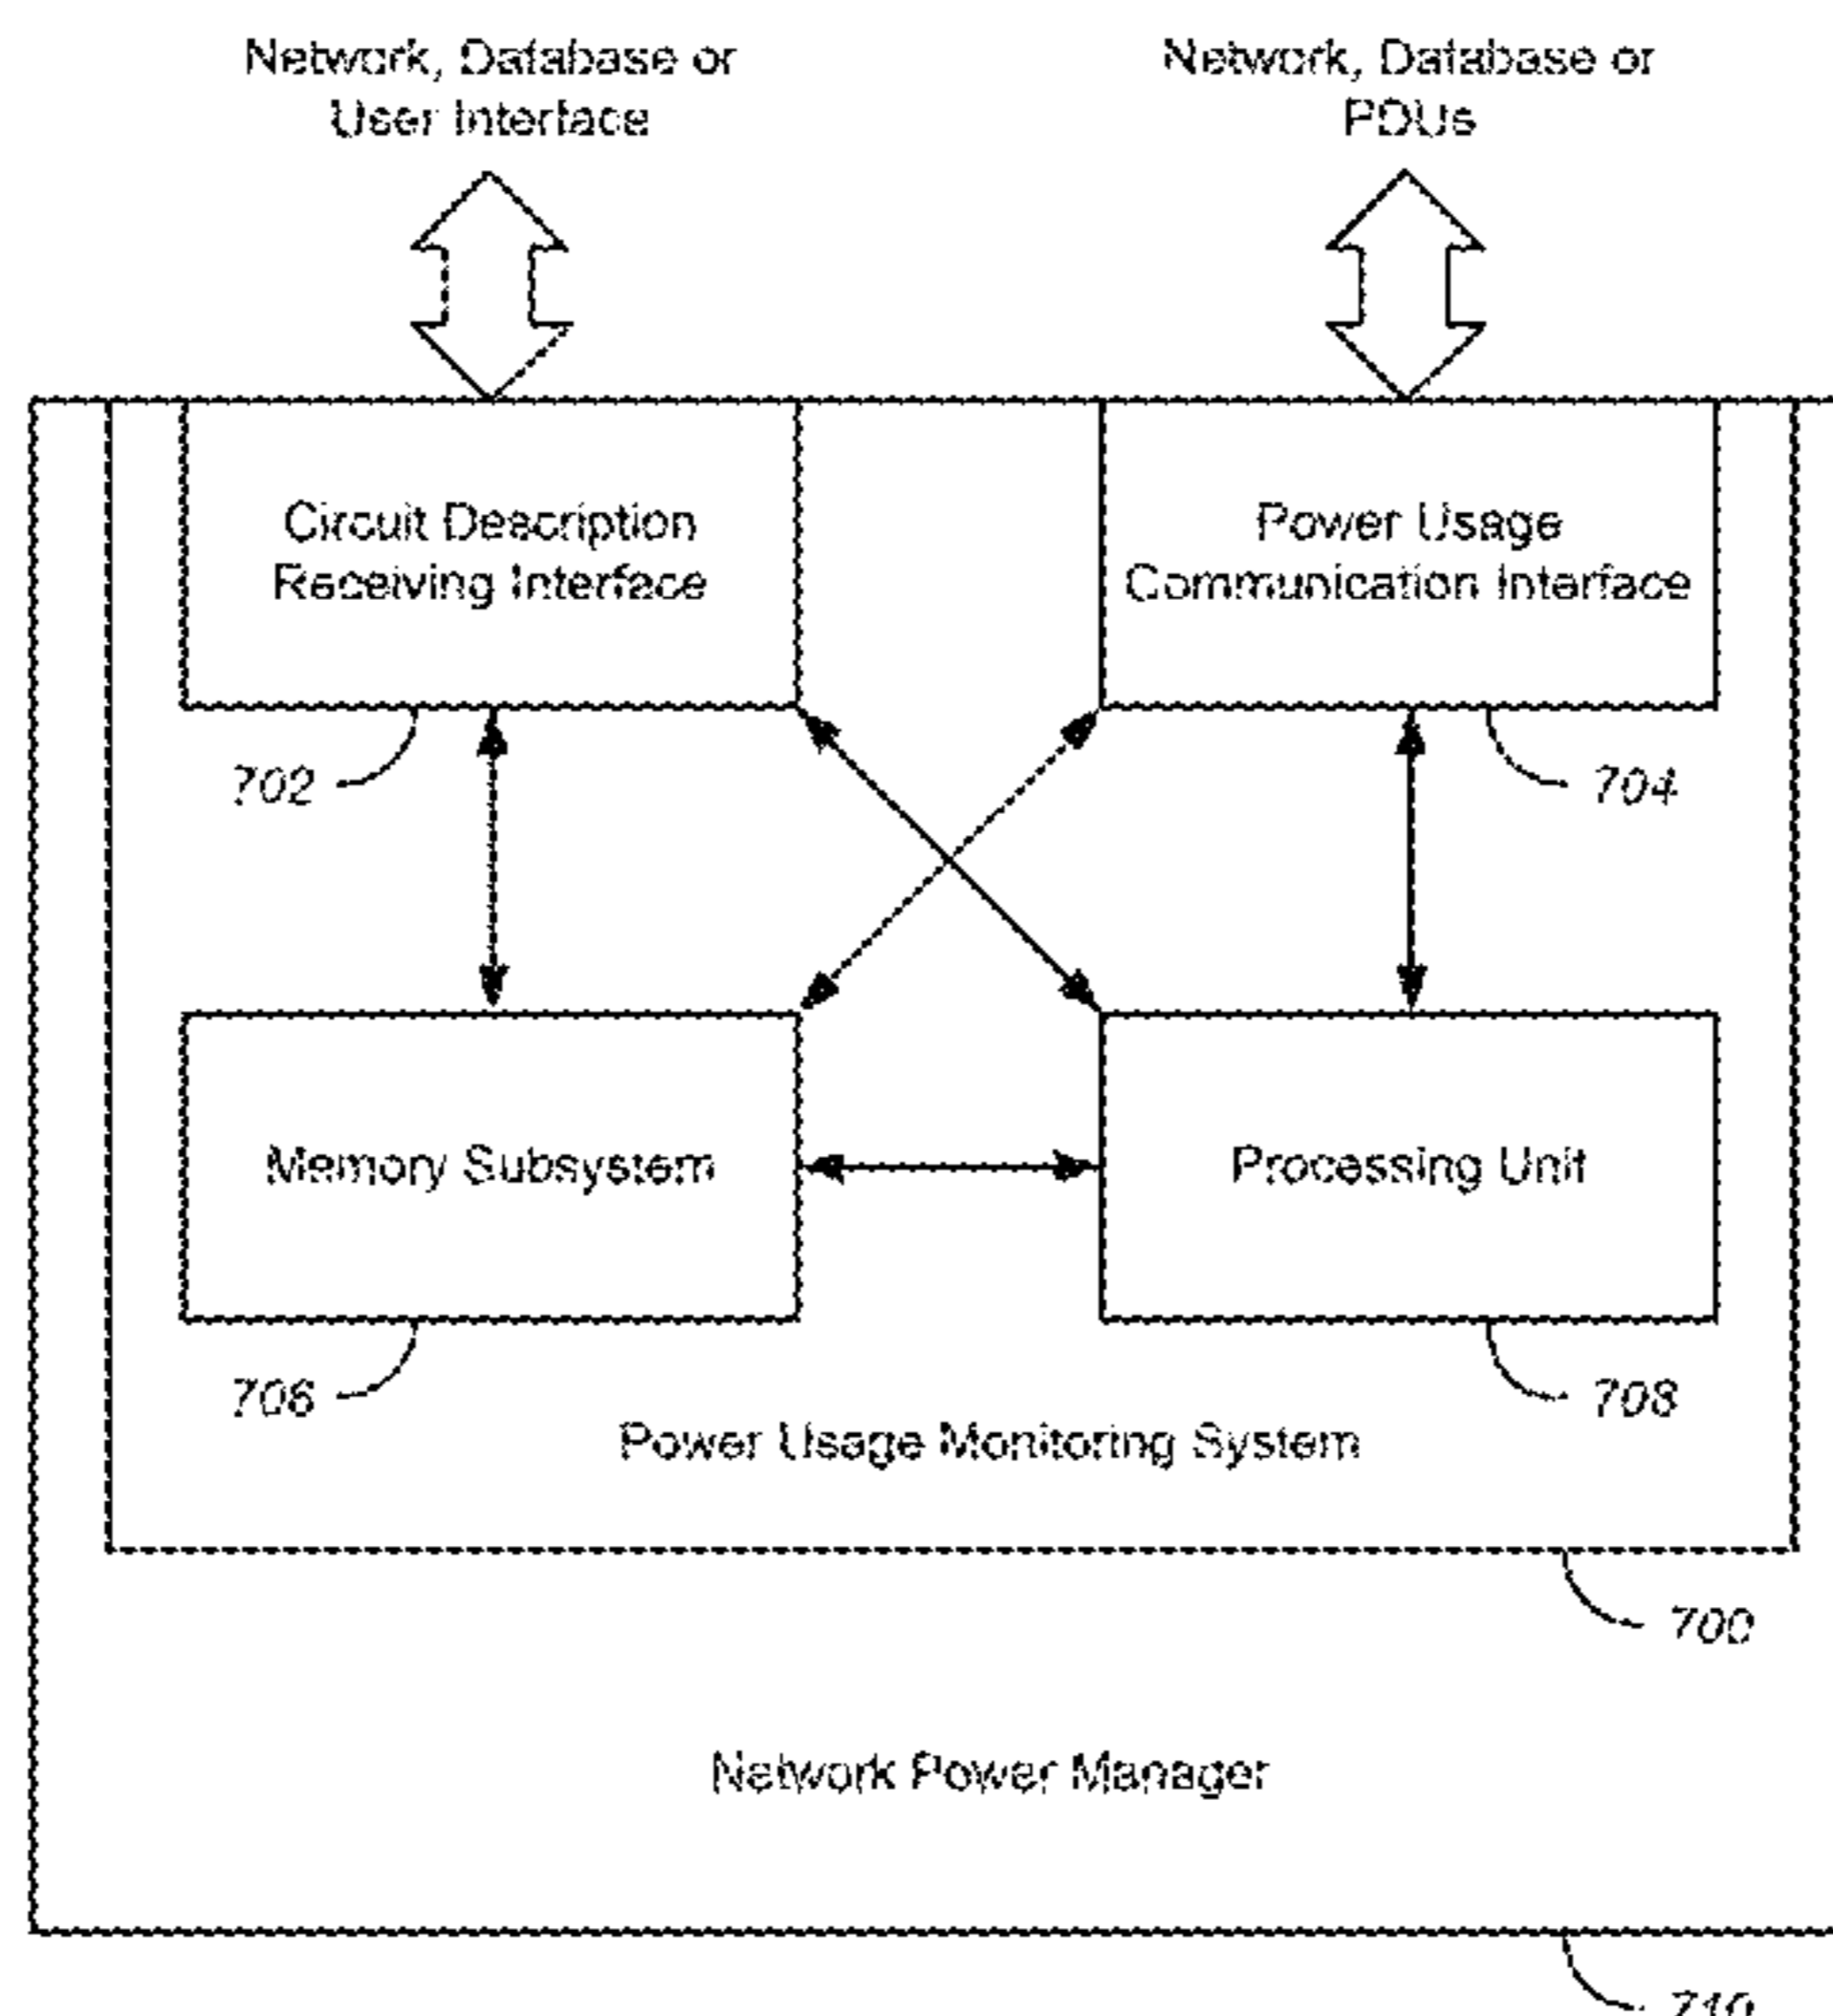 Network, Database or
User Interface
Network, Database or
PDUs
Circuit Description
Receiving Interface
Power Usage
Communication Interface
702
704
Memory Subsystem
Processing Unit
706
708
Power Usage Monitoring System
700
Network Power Manager
710